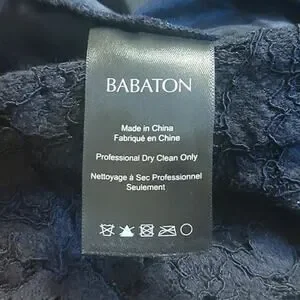 BABATON
Made in China
Fabriqué en Chine
Professional Dry Clean Only
Nettoyage à Sec Professionnel
Seulement